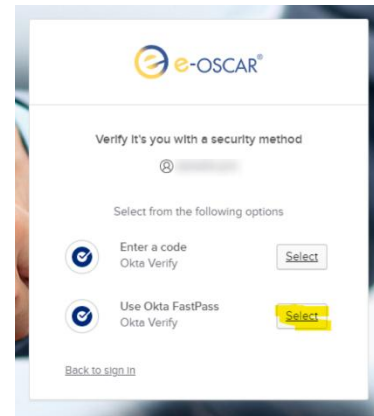 e-OSCAR®
Verify it's you with a security method
Select from the following options
Enter a code
Okta Verify
Select
Use Okta FastPass
Okta Verify
Select
Back to sign in